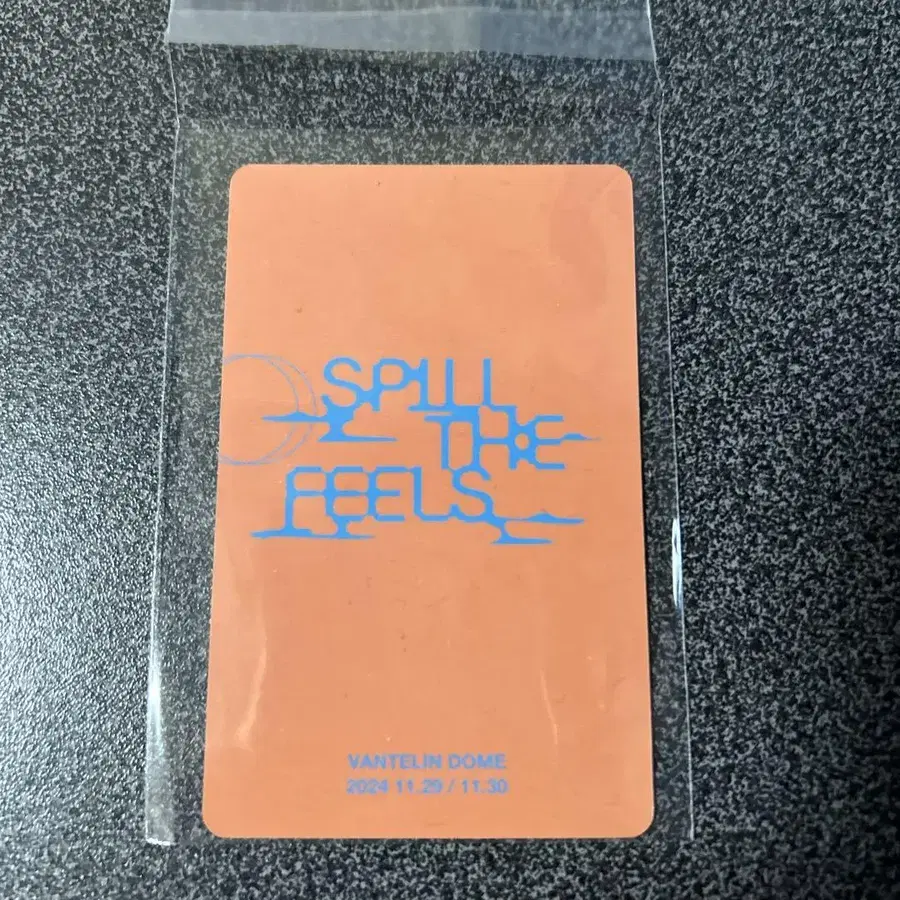 SPILL
THE
FEELS
VANTELIN DOME
2024 11.29 / 11.30